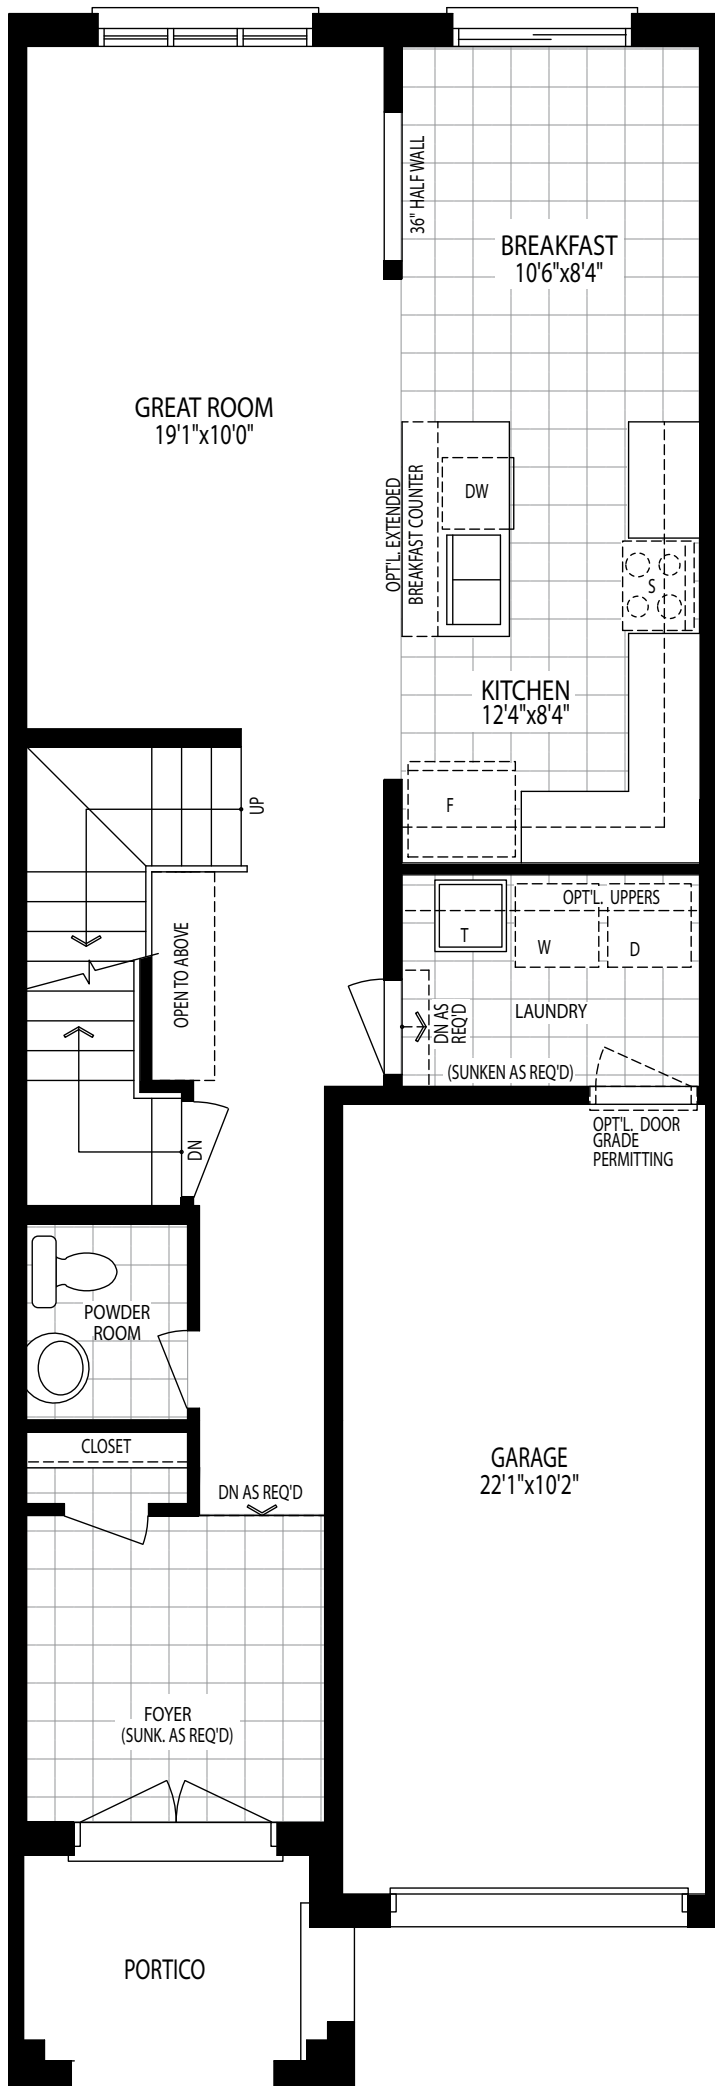 36" HALF WALL
BREAKFAST
10'6"x8'4"
GREAT ROOM
19'1"x10'0"
OPT'L. EXTENDED
BREAKFAST COUNTER
DW
S
KITCHEN
12'4"x8'4"
F
UP
OPEN TO ABOVE
OPT'L. UPPERS
T
W
D
DN AS
REQ'D
LAUNDRY
(SUNKEN AS REQ'D)
OPT'L. DOOR
GRADE
PERMITTING
DN
POWDER
ROOM
CLOSET
DN AS REQ'D
GARAGE
22'1"x10'2"
FOYER
(SUNK. AS REQ'D)
PORTICO